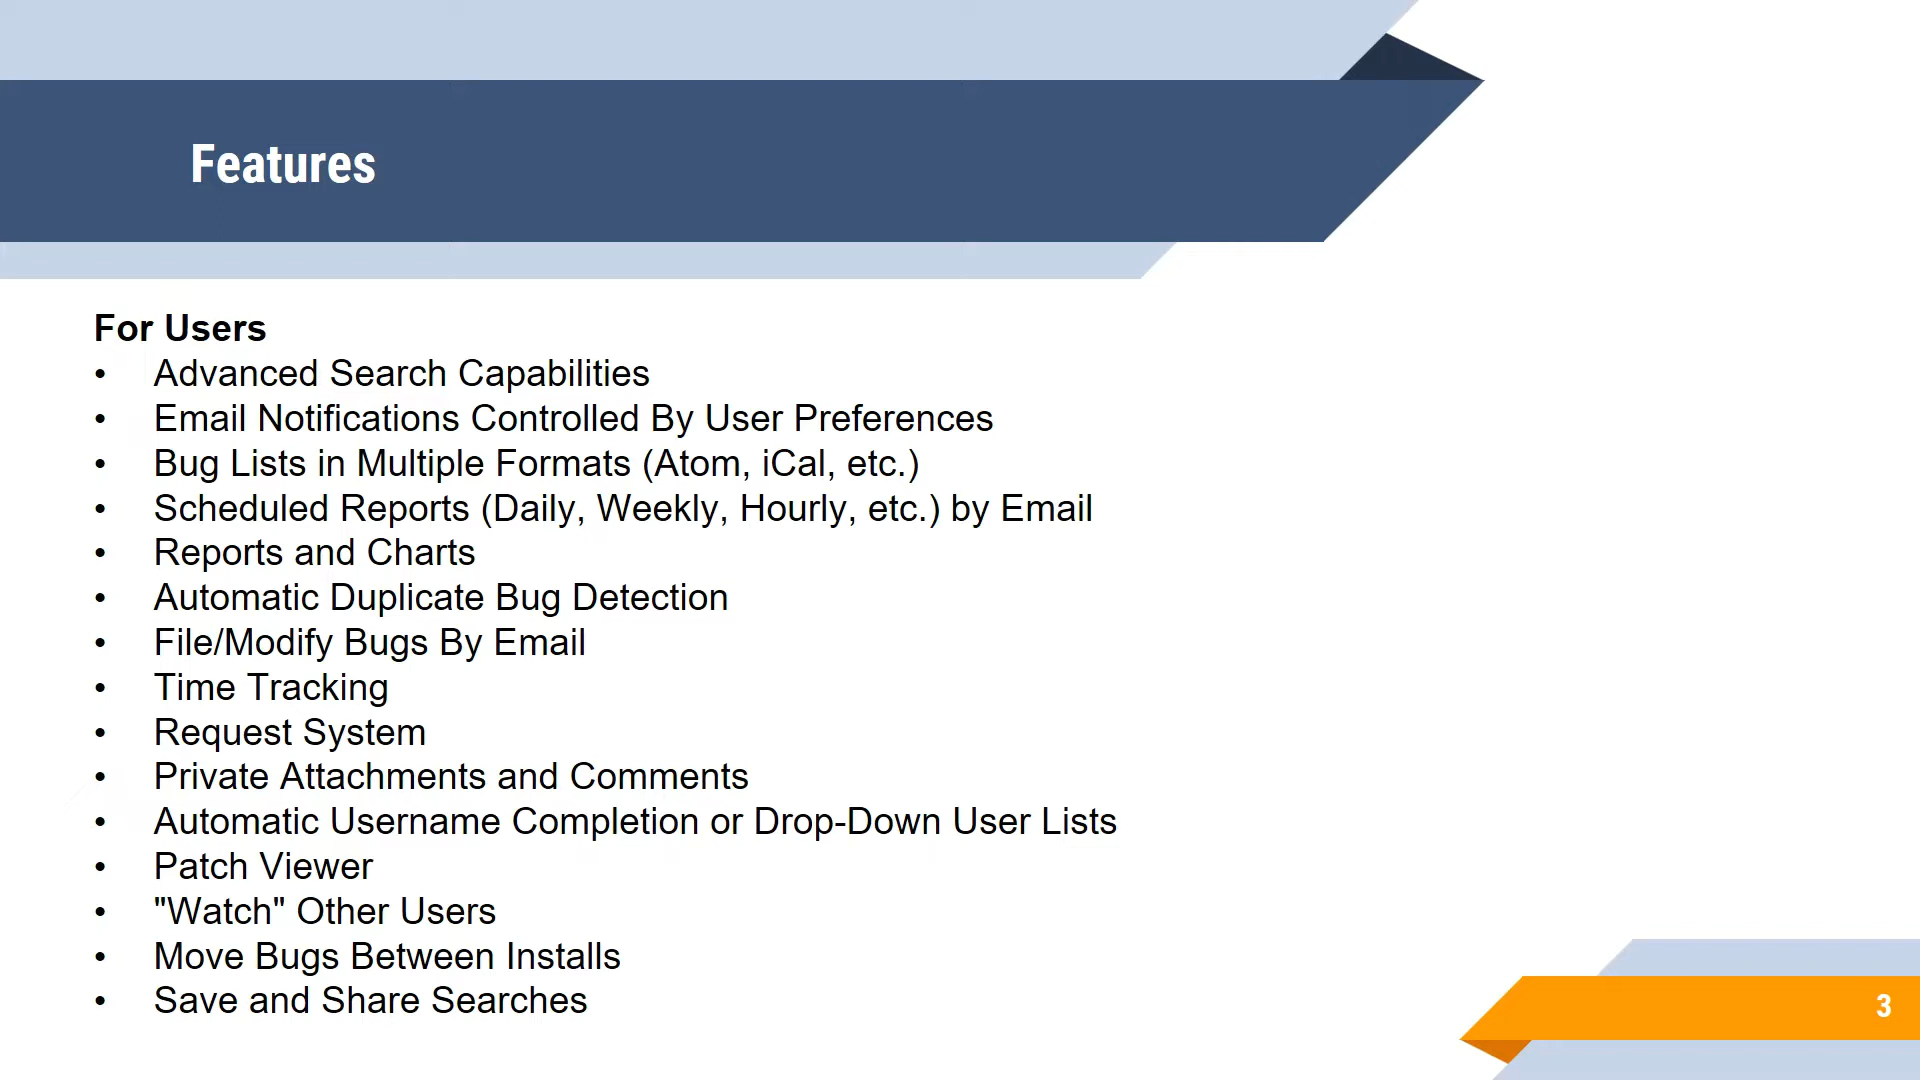 Features
For Users
• Advanced Search Capabilities
• Email Notifications Controlled By User Preferences
• Bug Lists in Multiple Formats (Atom, iCal, etc.)
• Scheduled Reports (Daily, Weekly, Hourly, etc.) by Email
• Reports and Charts
• Automatic Duplicate Bug Detection
• File/Modify Bugs By Email
• Time Tracking
• Request System
• Private Attachments and Comments
• Automatic Username Completion or Drop-Down User Lists
• Patch Viewer
• "Watch" Other Users
• Move Bugs Between Installs
• Save and Share Searches
3